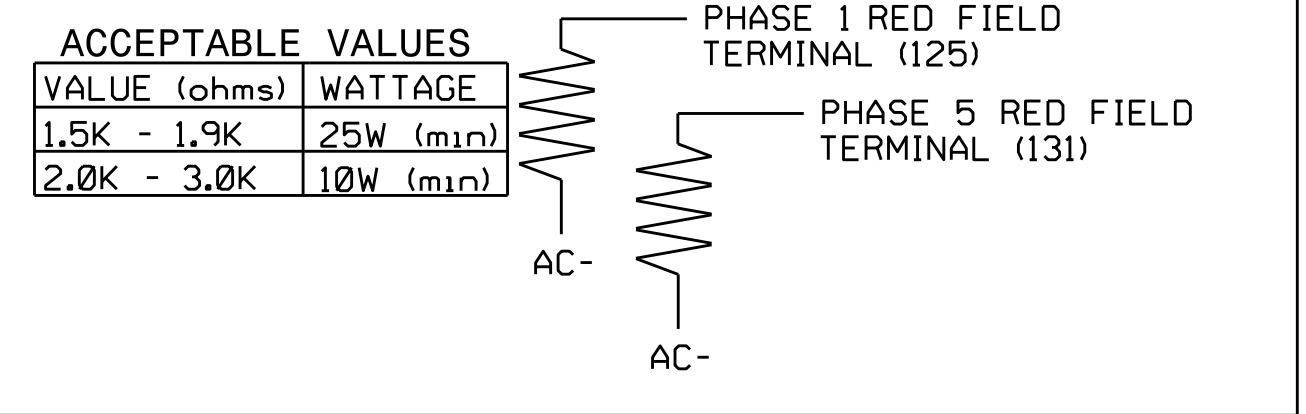 ACCEPTABLE VALUES
VALUE (ohms) WATTAGE
1.5K - 1.9K 25W (min)
2.0K - 3.0K 10W (min)
PHASE 1 RED FIELD
TERMINAL (125)
AC-
PHASE 5 RED FIELD
TERMINAL (131)
AC-